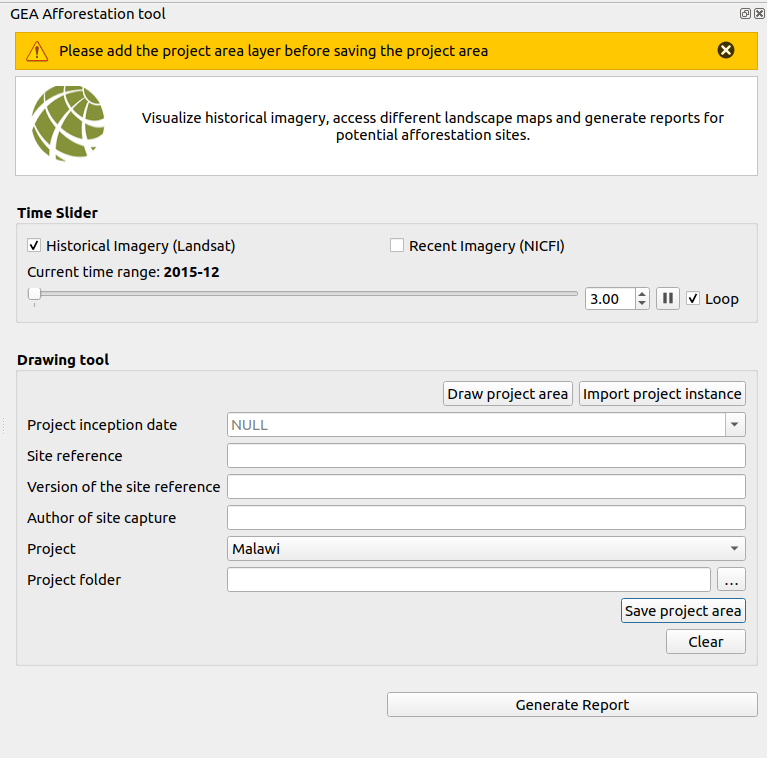 GEA Afforestation tool
Please add the project area layer before saving the project area
Visualize historical imagery, access different landscape maps and generate reports for
potential afforestation sites.
Time Slider
Historical Imagery (Landsat) Recent Imagery (NICFI)
Current time range: 2015-12
3.00 Loop
Drawing tool
Draw project area Import project instance
Project inception date NULL
Site reference
Version of the site reference
Author of site capture
Project Malawi
Project folder ...
Save project area
Clear
Generate Report